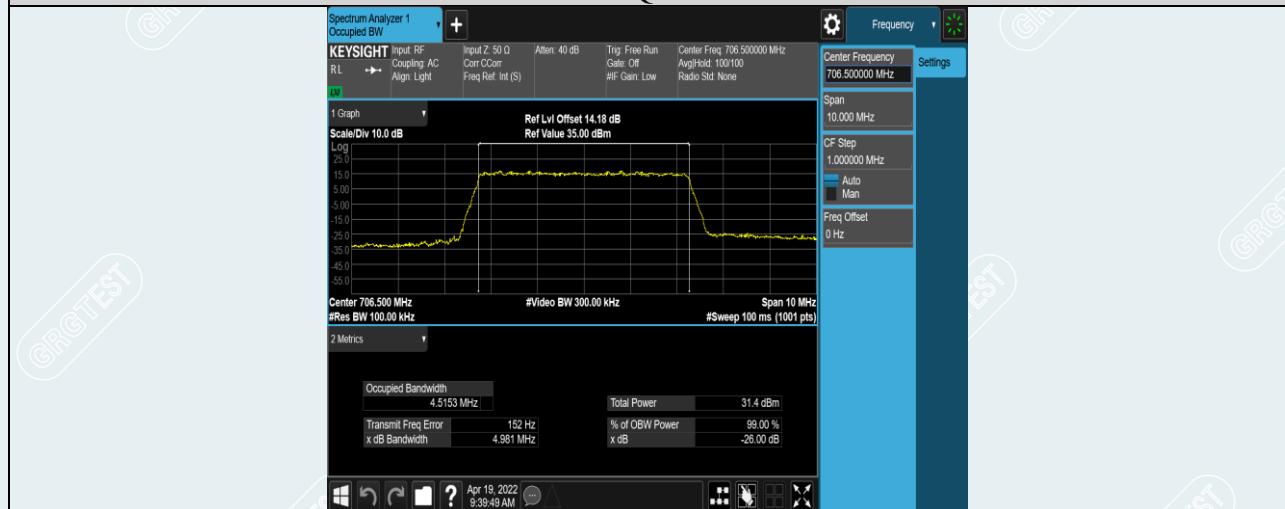 Spectrum Analyzer 1
Occupied BW
+
Frequency
KEYSIGHT Input: RF Input Z: 50 Ω Atten: 40 dB Trig: Free Run Center Freq: 706.500000 MHz
RL Coupling: AC Corr CCorr Gate: Off Avg|Hold: 100/100
Align: Light Freq Ref: Int (S) #IF Gain: Low Radio Std: None
LXI
Center Frequency
706.500000 MHz
Settings
Span
10.000 MHz
CF Step
1.000000 MHz
Auto
Man
Freq Offset
0 Hz
1 Graph
Ref Lvl Offset 14.18 dB
Scale/Div 10.0 dB Ref Value 35.00 dBm
Log
25.0
15.0
5.00
-5.00
-15.0
-25.0
-35.0
-45.0
-55.0
Center 706.500 MHz #Video BW 300.00 kHz Span 10 MHz
#Res BW 100.00 kHz #Sweep 100 ms (1001 pts)
2 Metrics
Occupied Bandwidth
4.5153 MHz
Total Power 31.4 dBm
Transmit Freq Error 152 Hz % of OBW Power 99.00 %
x dB Bandwidth 4.981 MHz x dB -26.00 dB
? Apr 19, 2022
9:39:49 AM
GRGTEST
GRGTEST
GRGTEST